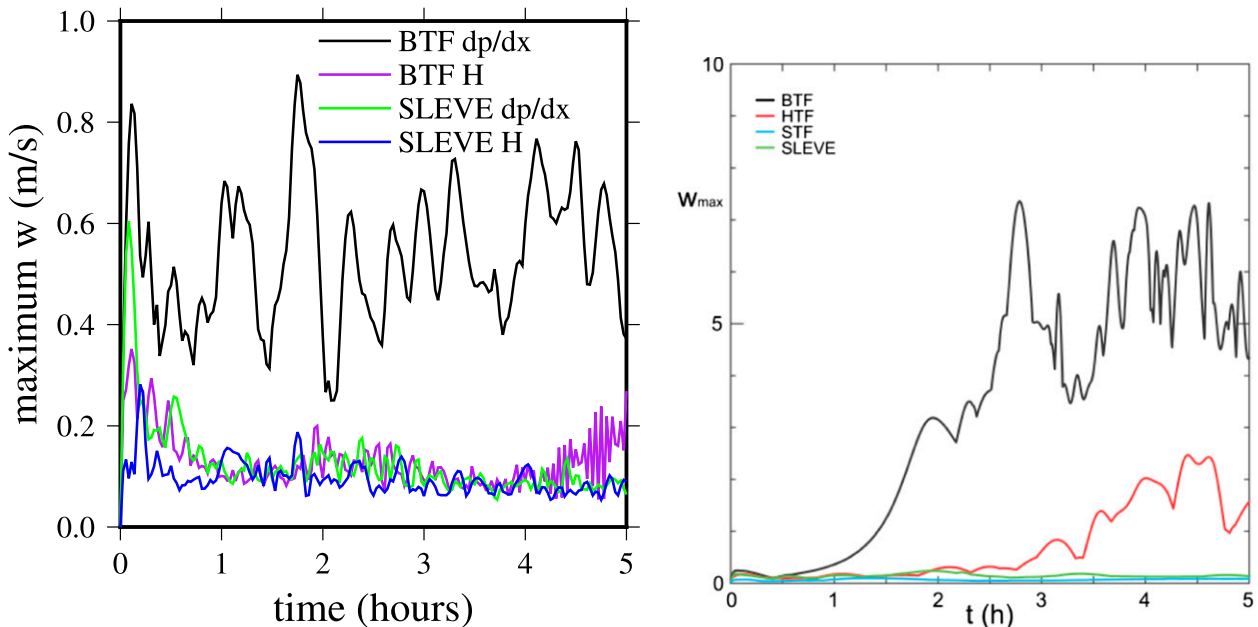 1.0
0.8
0.6
0.4
0.2
0.0
maximum w (m/s)
BTF dp/dx
BTF H
SLEVE dp/dx
SLEVE H
0 1 2 3 4 5
time (hours)
10
5
0
Wmax
BTF
HTF
STF
SLEVE
0 1 2 3 4 5
t (h)